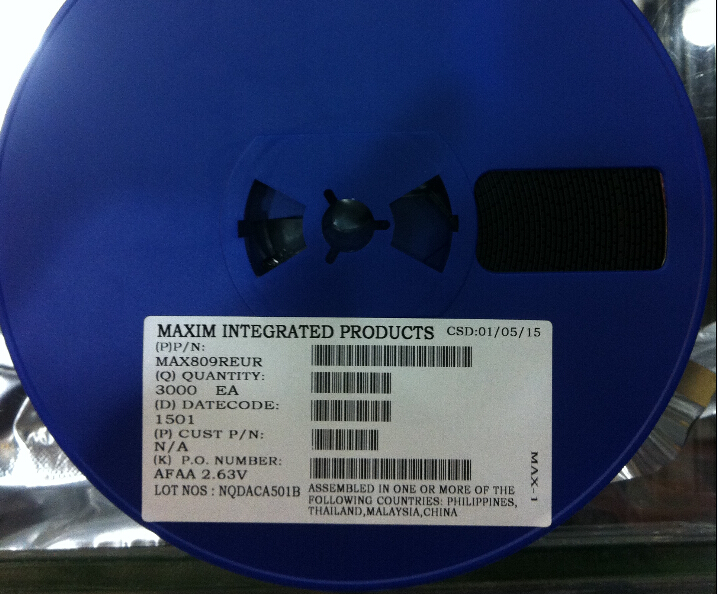 MAXIM INTEGRATED PRODUCTS CSD:01/05/15
(P)P/N:
MAX809REUR
(Q) QUANTITY:
3000 EA
(D) DATECODE:
1501
(P) CUST P/N:
N/A
(K) P.O. NUMBER:
AFAA 2.63V
LOT NOS : NQDACA501B
ASSEMBLED IN ONE OR MORE OF THE
FOLLOWING COUNTRIES: PHILIPPINES,
THAILAND,MALAYSIA,CHINA
MAX-1